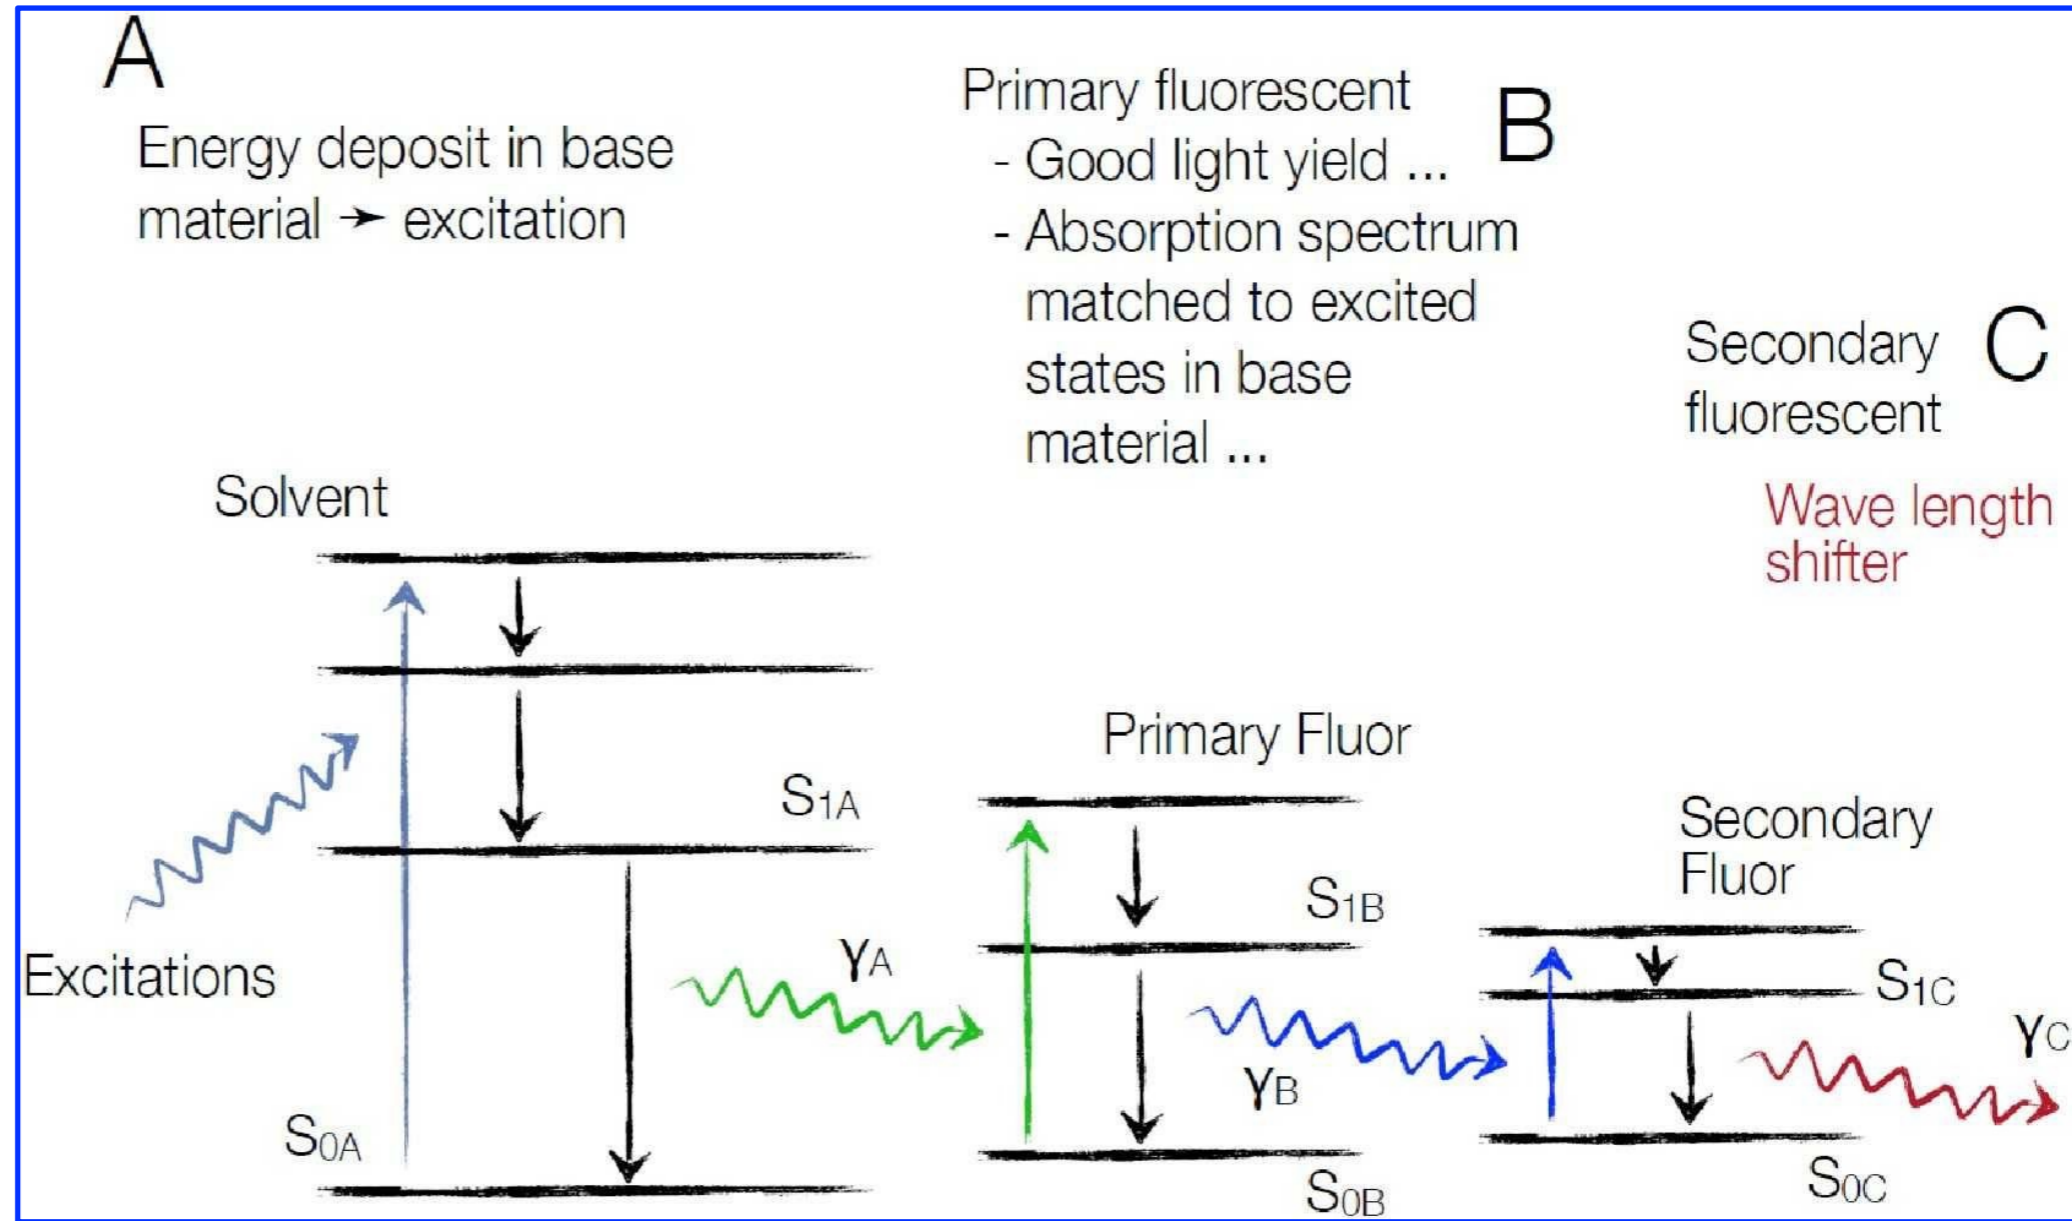 A
Energy deposit in base
material → excitation
Primary fluorescent
- Good light yield ...
- Absorption spectrum
matched to excited
states in base
material ...
B
Secondary
fluorescent
C
Wave length
shifter
Solvent
Excitations
S0A
S1A
γA
Primary Fluor
S1B
γB
S0B
Secondary
Fluor
S1C
γC
S0C